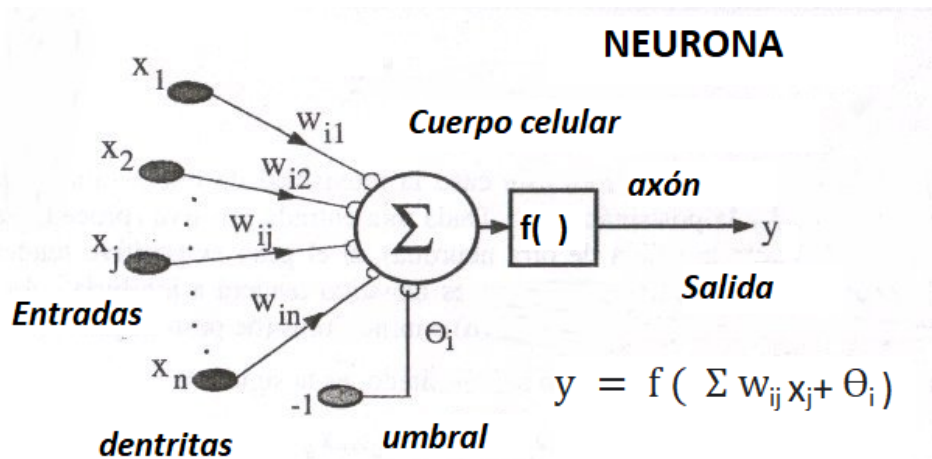 NEURONA
x1
wi1
Cuerpo celular
x2
wi2
axón
wij
Σ
f( )
y
xj
Entradas
win
Salida
Θi
xn
-1
y = f ( Σ wij xj + Θi )
dentritas
umbral